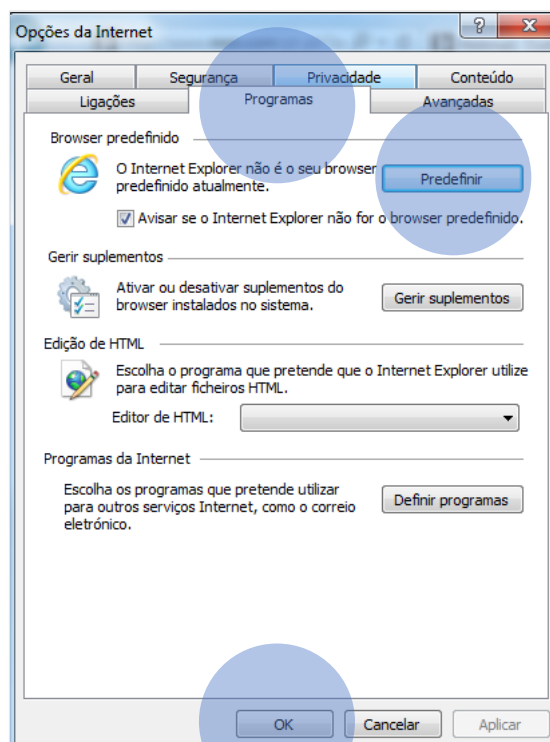 Opções da Internet
Geral
Segurança
Privacidade
Conteúdo
Ligações
Programas
Avançadas
Browser predefinido
O Internet Explorer não é o seu browser
predefinido atualmente.
Predefinir
Avisar se o Internet Explorer não for o browser predefinido.
Gerir suplementos
Ativar ou desativar suplementos do
browser instalados no sistema.
Gerir suplementos
Edição de HTML
Escolha o programa que pretende que o Internet Explorer utilize
para editar ficheiros HTML.
Editor de HTML:
Programas da Internet
Escolha os programas que pretende utilizar
para outros serviços Internet, como o correio
eletrónico.
Definir programas
OK
Cancelar
Aplicar